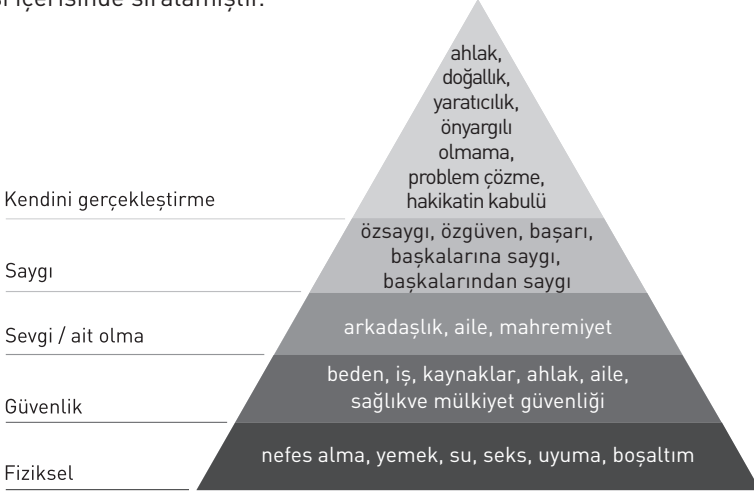 içerisinde sıralamıştır.
ahlak,
doğallık,
yaratıcılık,
önyargılı
olmama,
problem çözme,
hakikatin kabulü
Kendini gerçekleştirme
özsaygı, özgüven, başarı,
başkalarına saygı,
başkalarından saygı
Saygı
arkadaşlık, aile, mahremiyet
Sevgi / ait olma
beden, iş, kaynaklar, ahlak, aile,
sağlıkve mülkiyet güvenliği
Güvenlik
nefes alma, yemek, su, seks, uyuma, boşaltım
Fiziksel